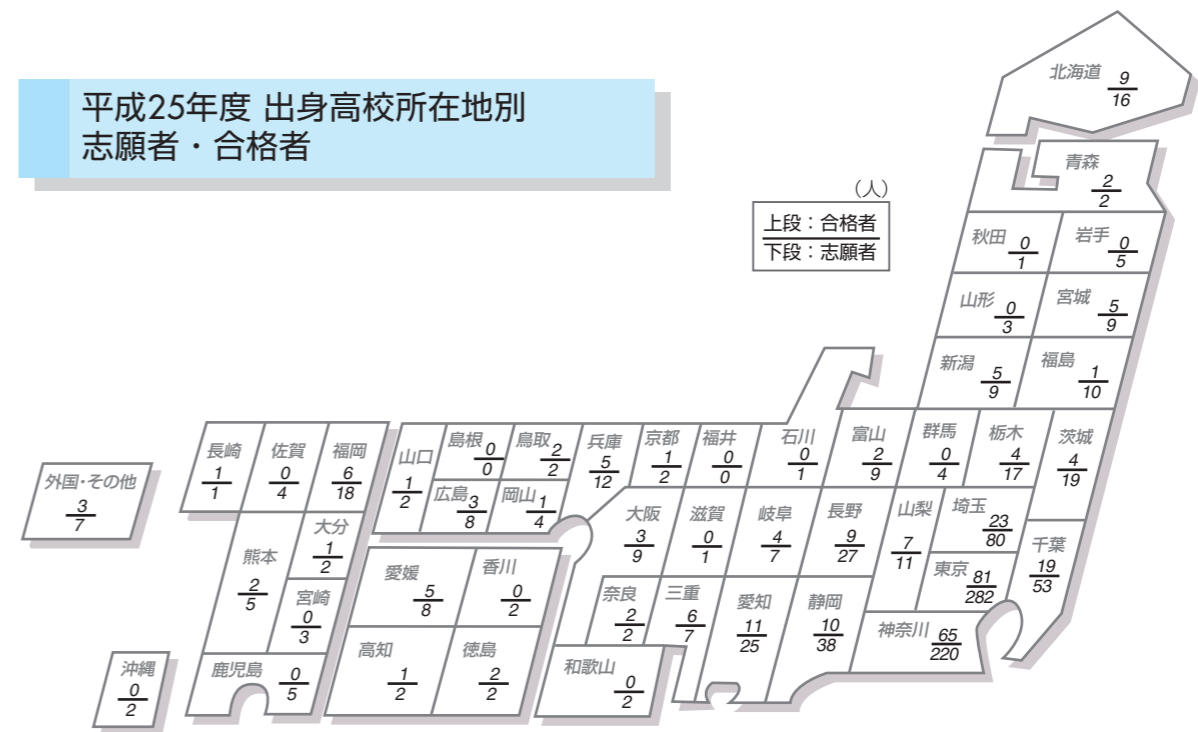 平成25年度 出身高校所在地別
志願者・合格者
(人)
上段：合格者
下段：志願者
北海道 9
16
青森
2
2
秋田 0
1
岩手 0
5
山形 0
3
宮城 5
9
新潟 5
9
福島 1
10
長崎
1
1
佐賀
0
4
福岡
6
18
山口
1
2
島根 0
0
鳥取 2
2
広島 3
8
岡山 1
4
兵庫
5
12
京都
1
2
福井
0
0
石川
0
1
富山
2
9
群馬
0
4
栃木
4
17
茨城
4
19
外国・その他
3
7
大分
1
2
熊本
2
5
宮崎
0
3
鹿児島 0
5
沖縄
0
2
愛媛
5
8
香川
0
2
高知
1
2
徳島
2
2
大阪
3
9
滋賀
0
1
岐阜
4
7
長野
9
27
山梨
7
11
埼玉
23
80
東京 81
282
千葉
19
53
奈良
2
2
三重
6
7
愛知
11
25
静岡
10
38
神奈川 65
220
和歌山 0
2